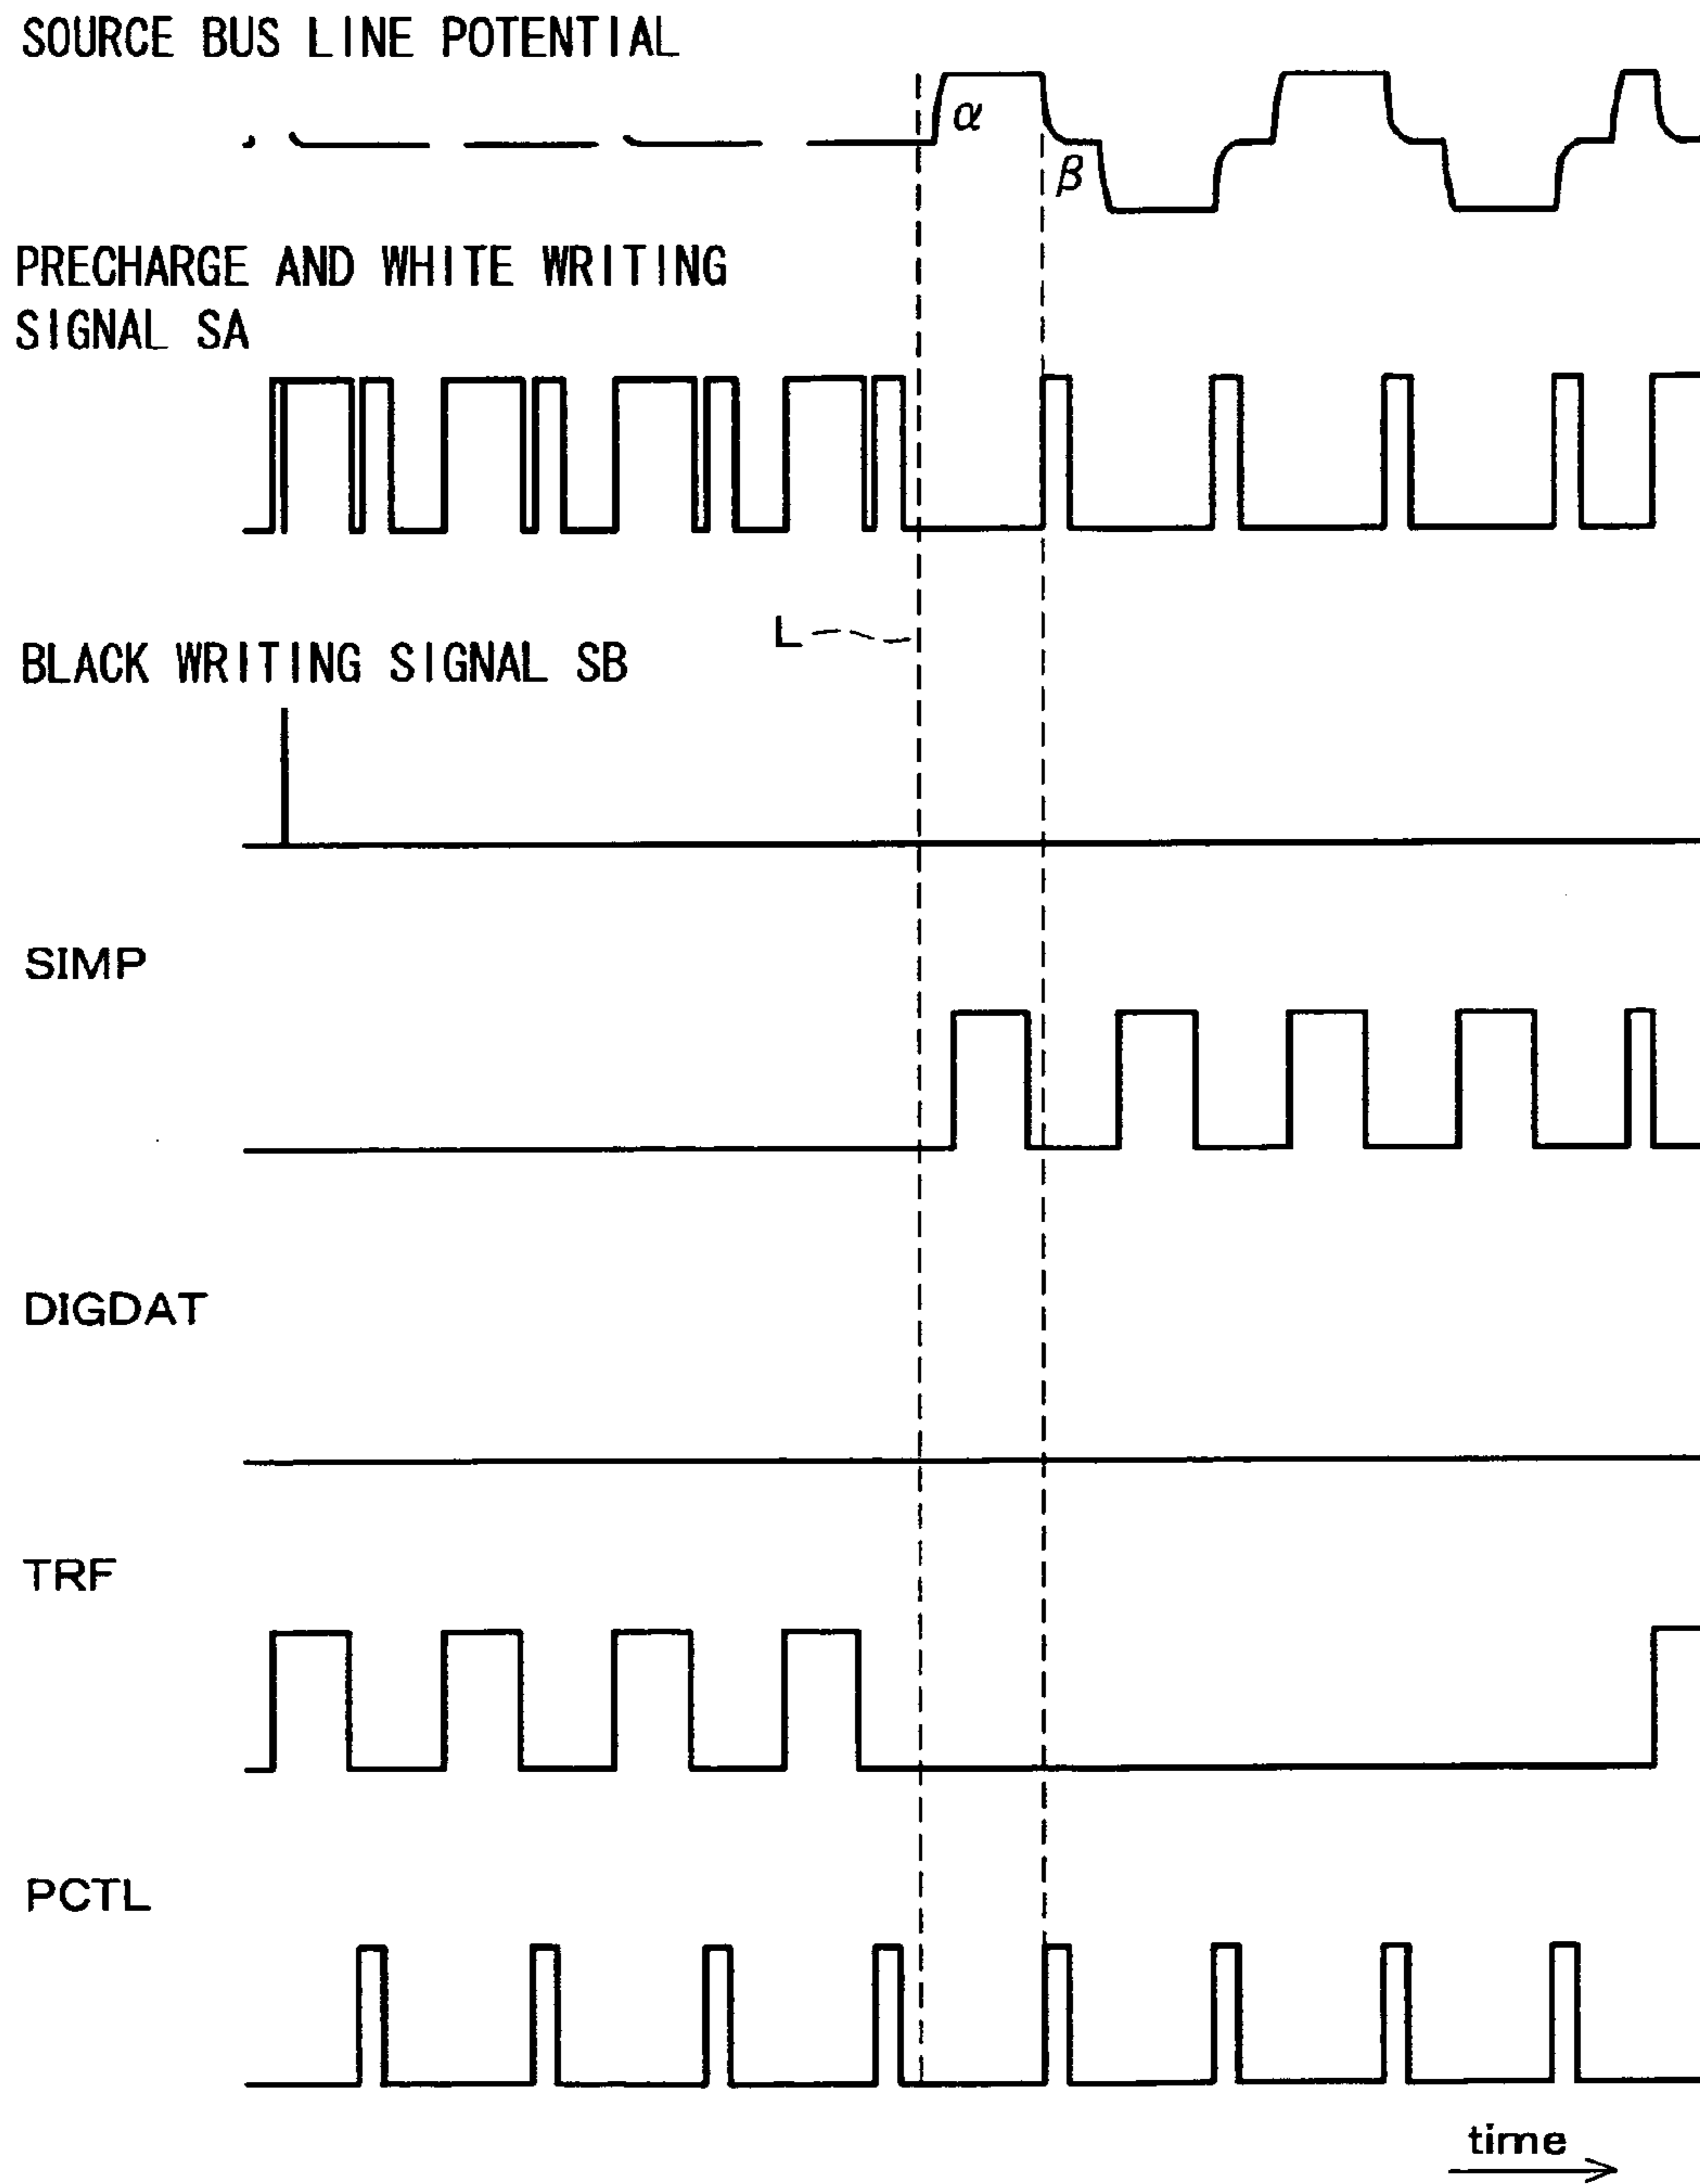 SOURCE BUS LINE POTENTIAL
α
β
PRECHARGE AND WHITE WRITING
SIGNAL SA
L
BLACK WRITING SIGNAL SB
SIMP
DIGDAT
TRF
PCTL
time